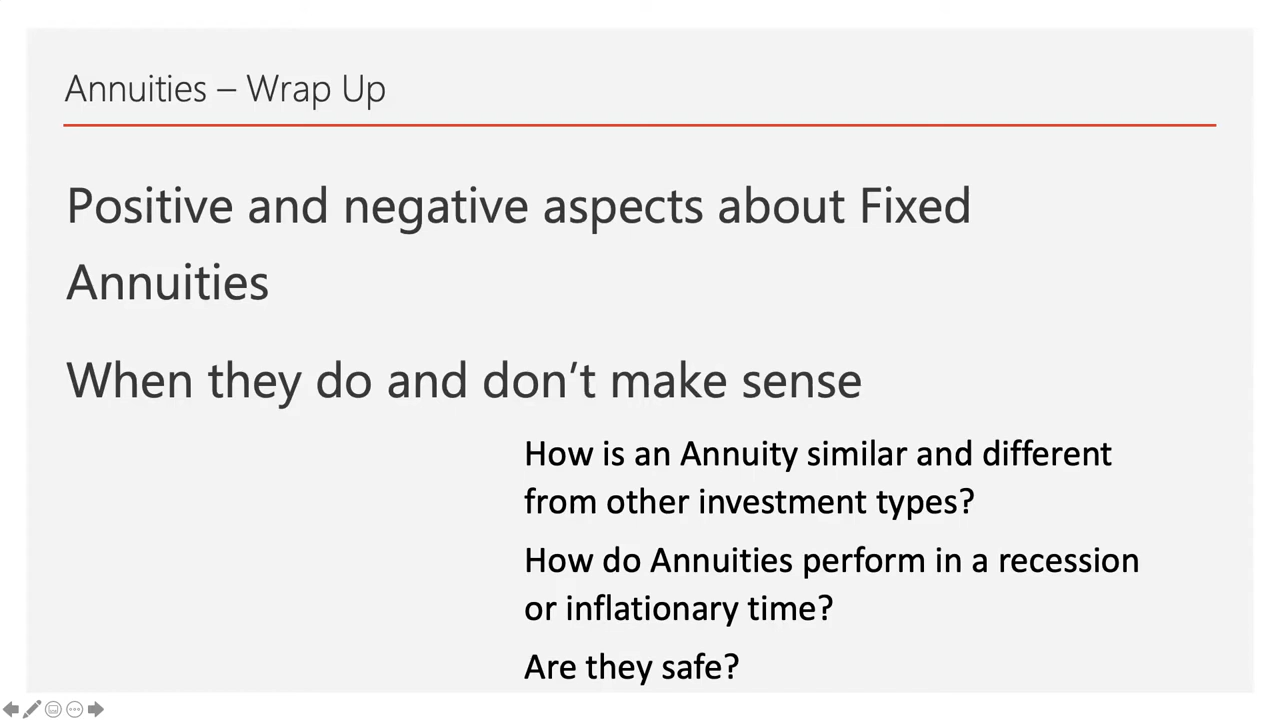 Annuities – Wrap Up
Positive and negative aspects about Fixed
Annuities
When they do and don’t make sense
How is an Annuity similar and different
from other investment types?
How do Annuities perform in a recession
or inflationary time?
Are they safe?